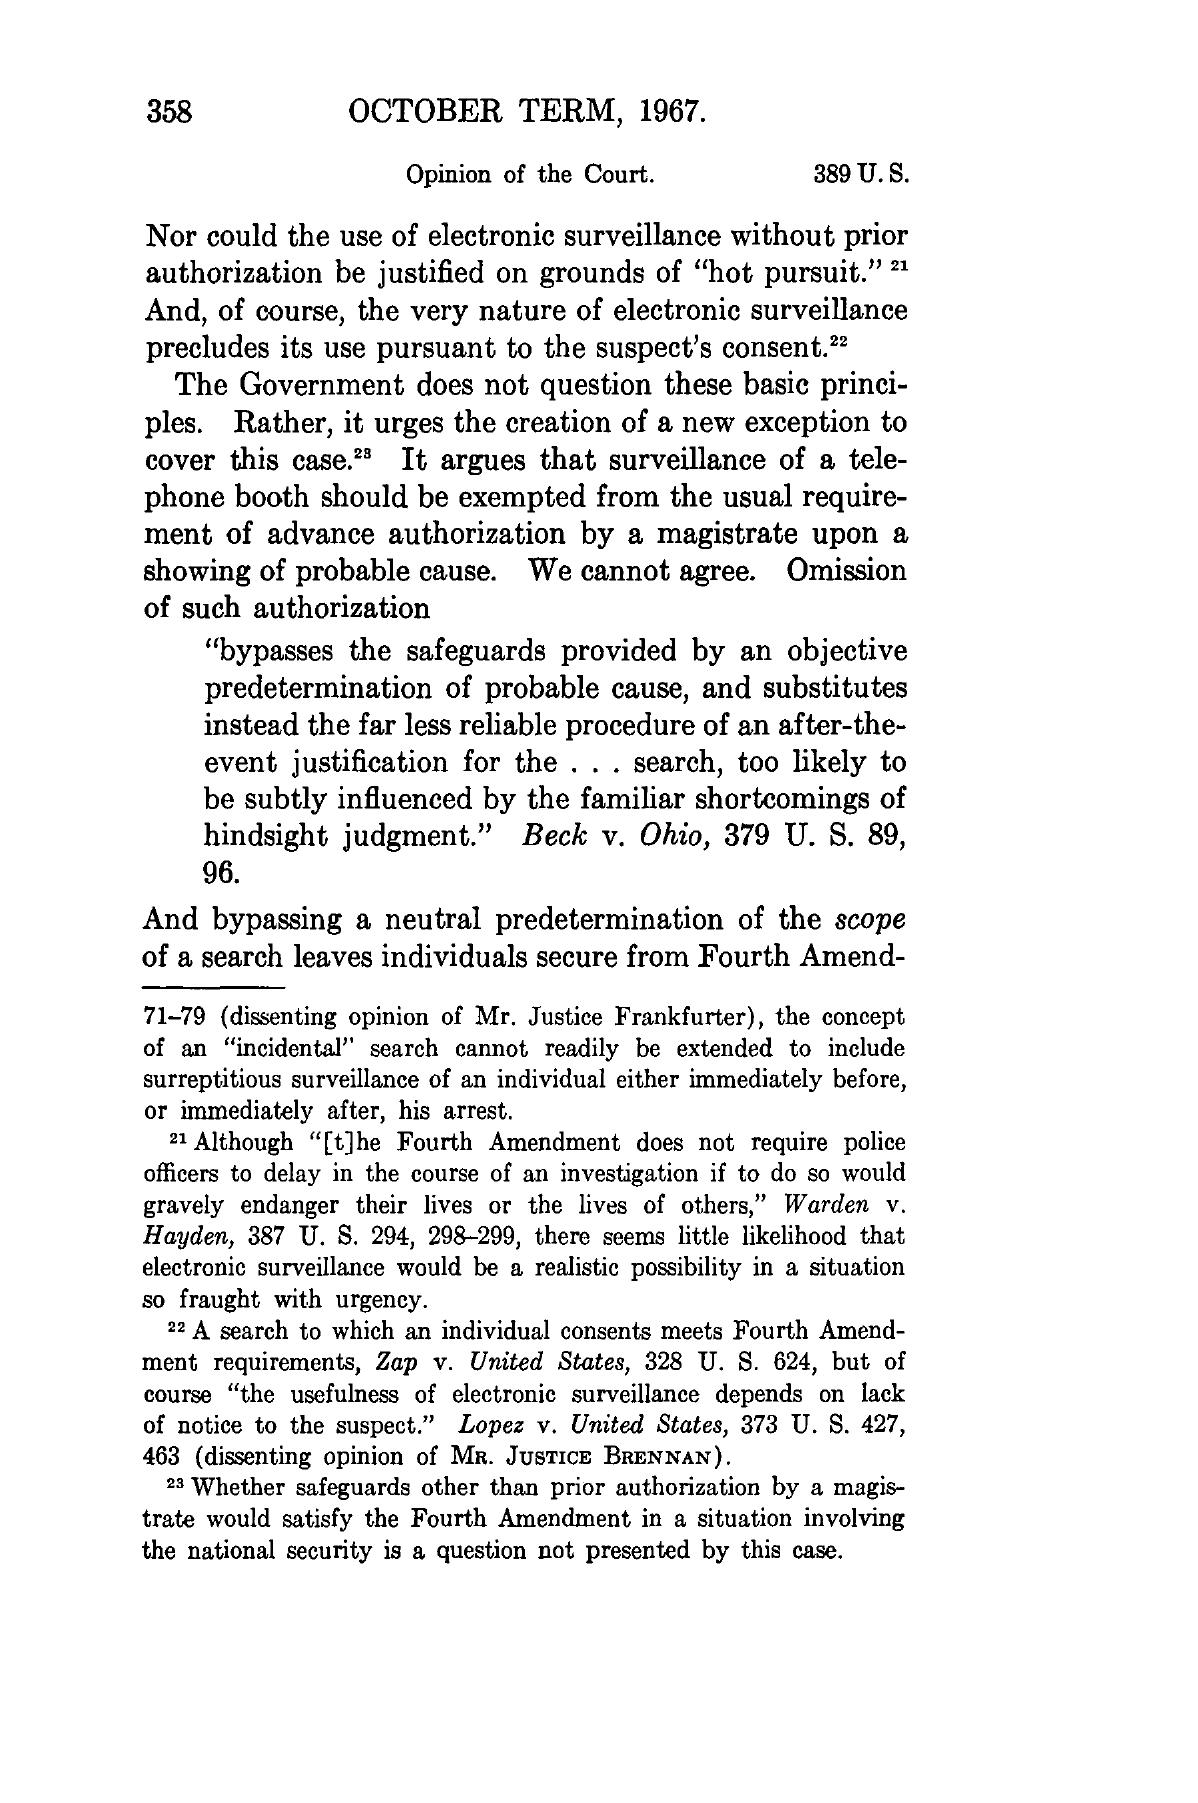 358 OCTOBER TERM, 1967.
Opinion of the Court. 389 U. S.
Nor could the use of electronic surveillance without prior
authorization be justified on grounds of “hot pursuit.” 21
And, of course, the very nature of electronic surveillance
precludes its use pursuant to the suspect's consent.22
The Government does not question these basic princi-
ples. Rather, it urges the creation of a new exception to
cover this case.23 It argues that surveillance of a tele-
phone booth should be exempted from the usual require-
ment of advance authorization by a magistrate upon a
showing of probable cause. We cannot agree. Omission
of such authorization
“bypasses the safeguards provided by an objective
predetermination of probable cause, and substitutes
instead the far less reliable procedure of an after-the-
event justification for the . . . search, too likely to
be subtly influenced by the familiar shortcomings of
hindsight judgment.” Beck v. Ohio, 379 U. S. 89,
96.
And bypassing a neutral predetermination of the scope
of a search leaves individuals secure from Fourth Amend-
71–79 (dissenting opinion of Mr. Justice Frankfurter), the concept
of an “incidental” search cannot readily be extended to include
surreptitious surveillance of an individual either immediately before,
or immediately after, his arrest.
21 Although “[t]he Fourth Amendment does not require police
officers to delay in the course of an investigation if to do so would
gravely endanger their lives or the lives of others,” Warden v.
Hayden, 387 U. S. 294, 298–299, there seems little likelihood that
electronic surveillance would be a realistic possibility in a situation
so fraught with urgency.
22 A search to which an individual consents meets Fourth Amend-
ment requirements, Zap v. United States, 328 U. S. 624, but of
course “the usefulness of electronic surveillance depends on lack
of notice to the suspect.” Lopez v. United States, 373 U. S. 427,
463 (dissenting opinion of MR. JUSTICE BRENNAN).
23 Whether safeguards other than prior authorization by a magis-
trate would satisfy the Fourth Amendment in a situation involving
the national security is a question not presented by this case.